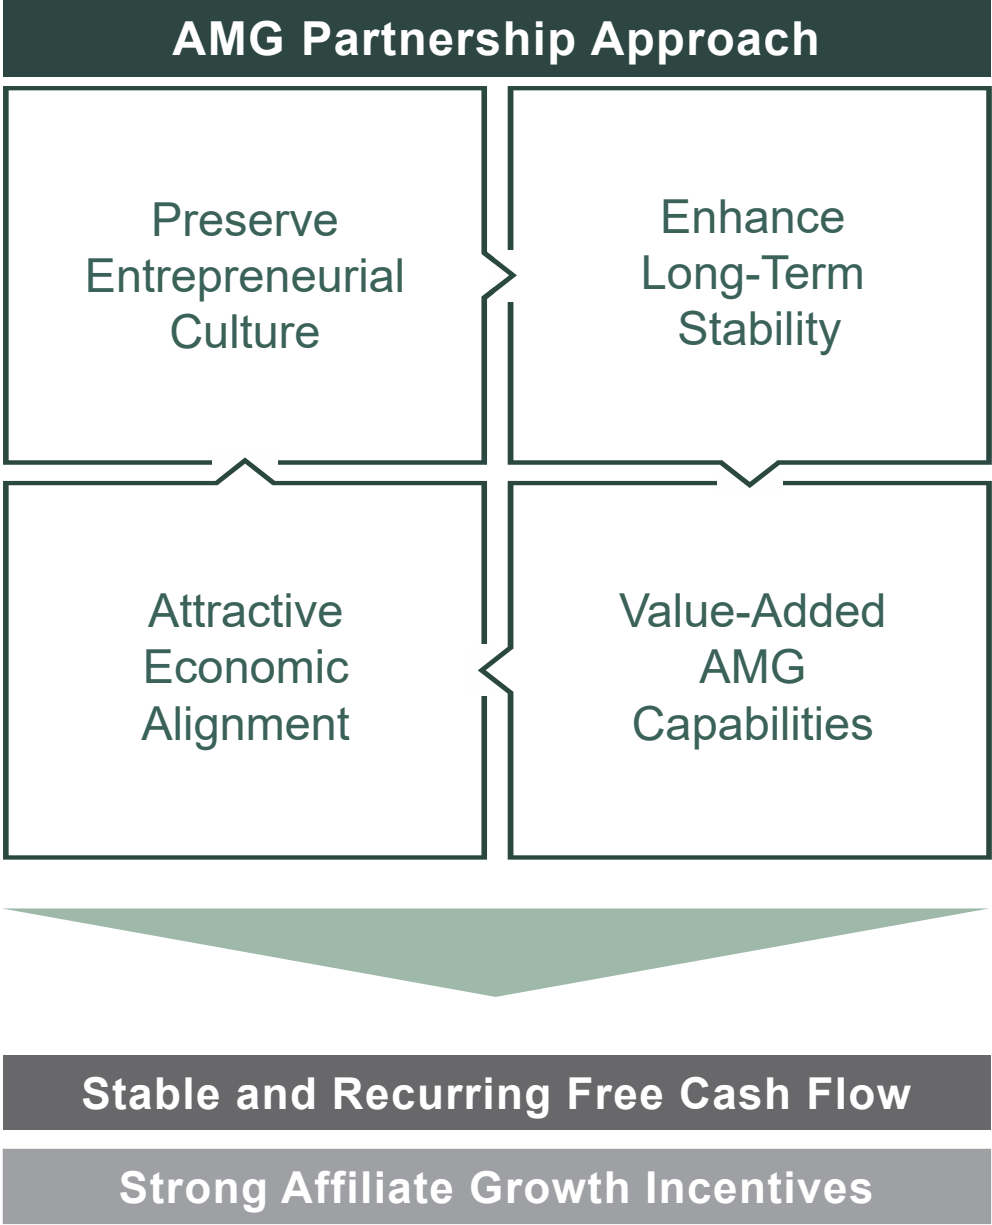 AMG Partnership Approach
Preserve
Entrepreneurial
Culture
Enhance
Long-Term
Stability
Attractive
Economic
Alignment
Value-Added
AMG
Capabilities
Stable and Recurring Free Cash Flow
Strong Affiliate Growth Incentives